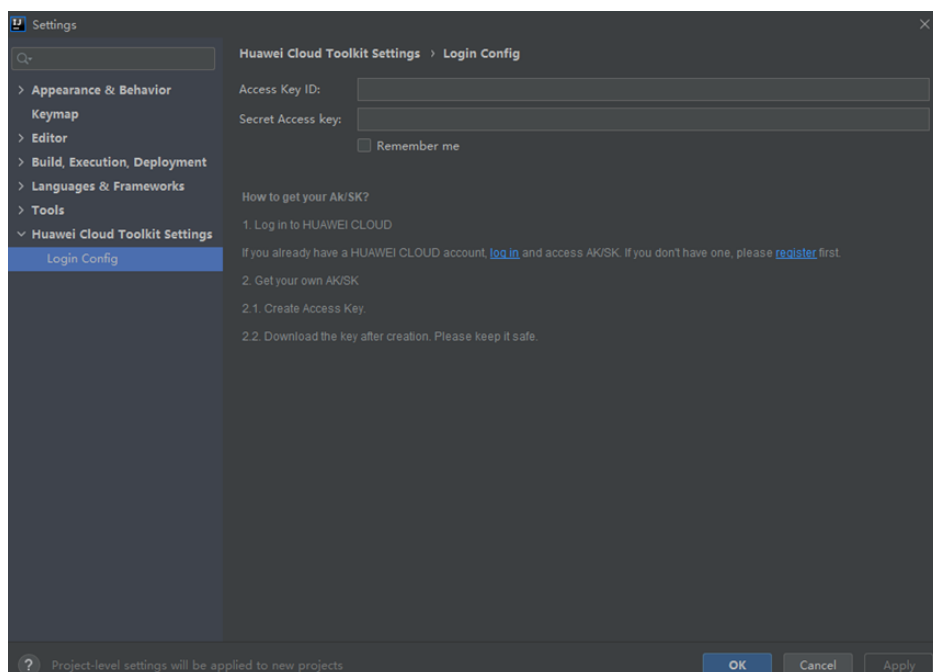 Settings
Huawei Cloud Toolkit Settings › Login Config
Appearance & Behavior
Keymap
Editor
Build, Execution, Deployment
Languages & Frameworks
Tools
Huawei Cloud Toolkit Settings
Login Config
Access Key ID:
Secret Access key:
Remember me
How to get your Ak/SK?
1. Log in to HUAWEI CLOUD
If you already have a HUAWEI CLOUD account, log in and access AK/SK. If you don't have one, please register first.
2. Get your own AK/SK
2.1. Create Access Key.
2.2. Download the key after creation. Please keep it safe.
? Project-level settings will be applied to new projects
OK Cancel Apply